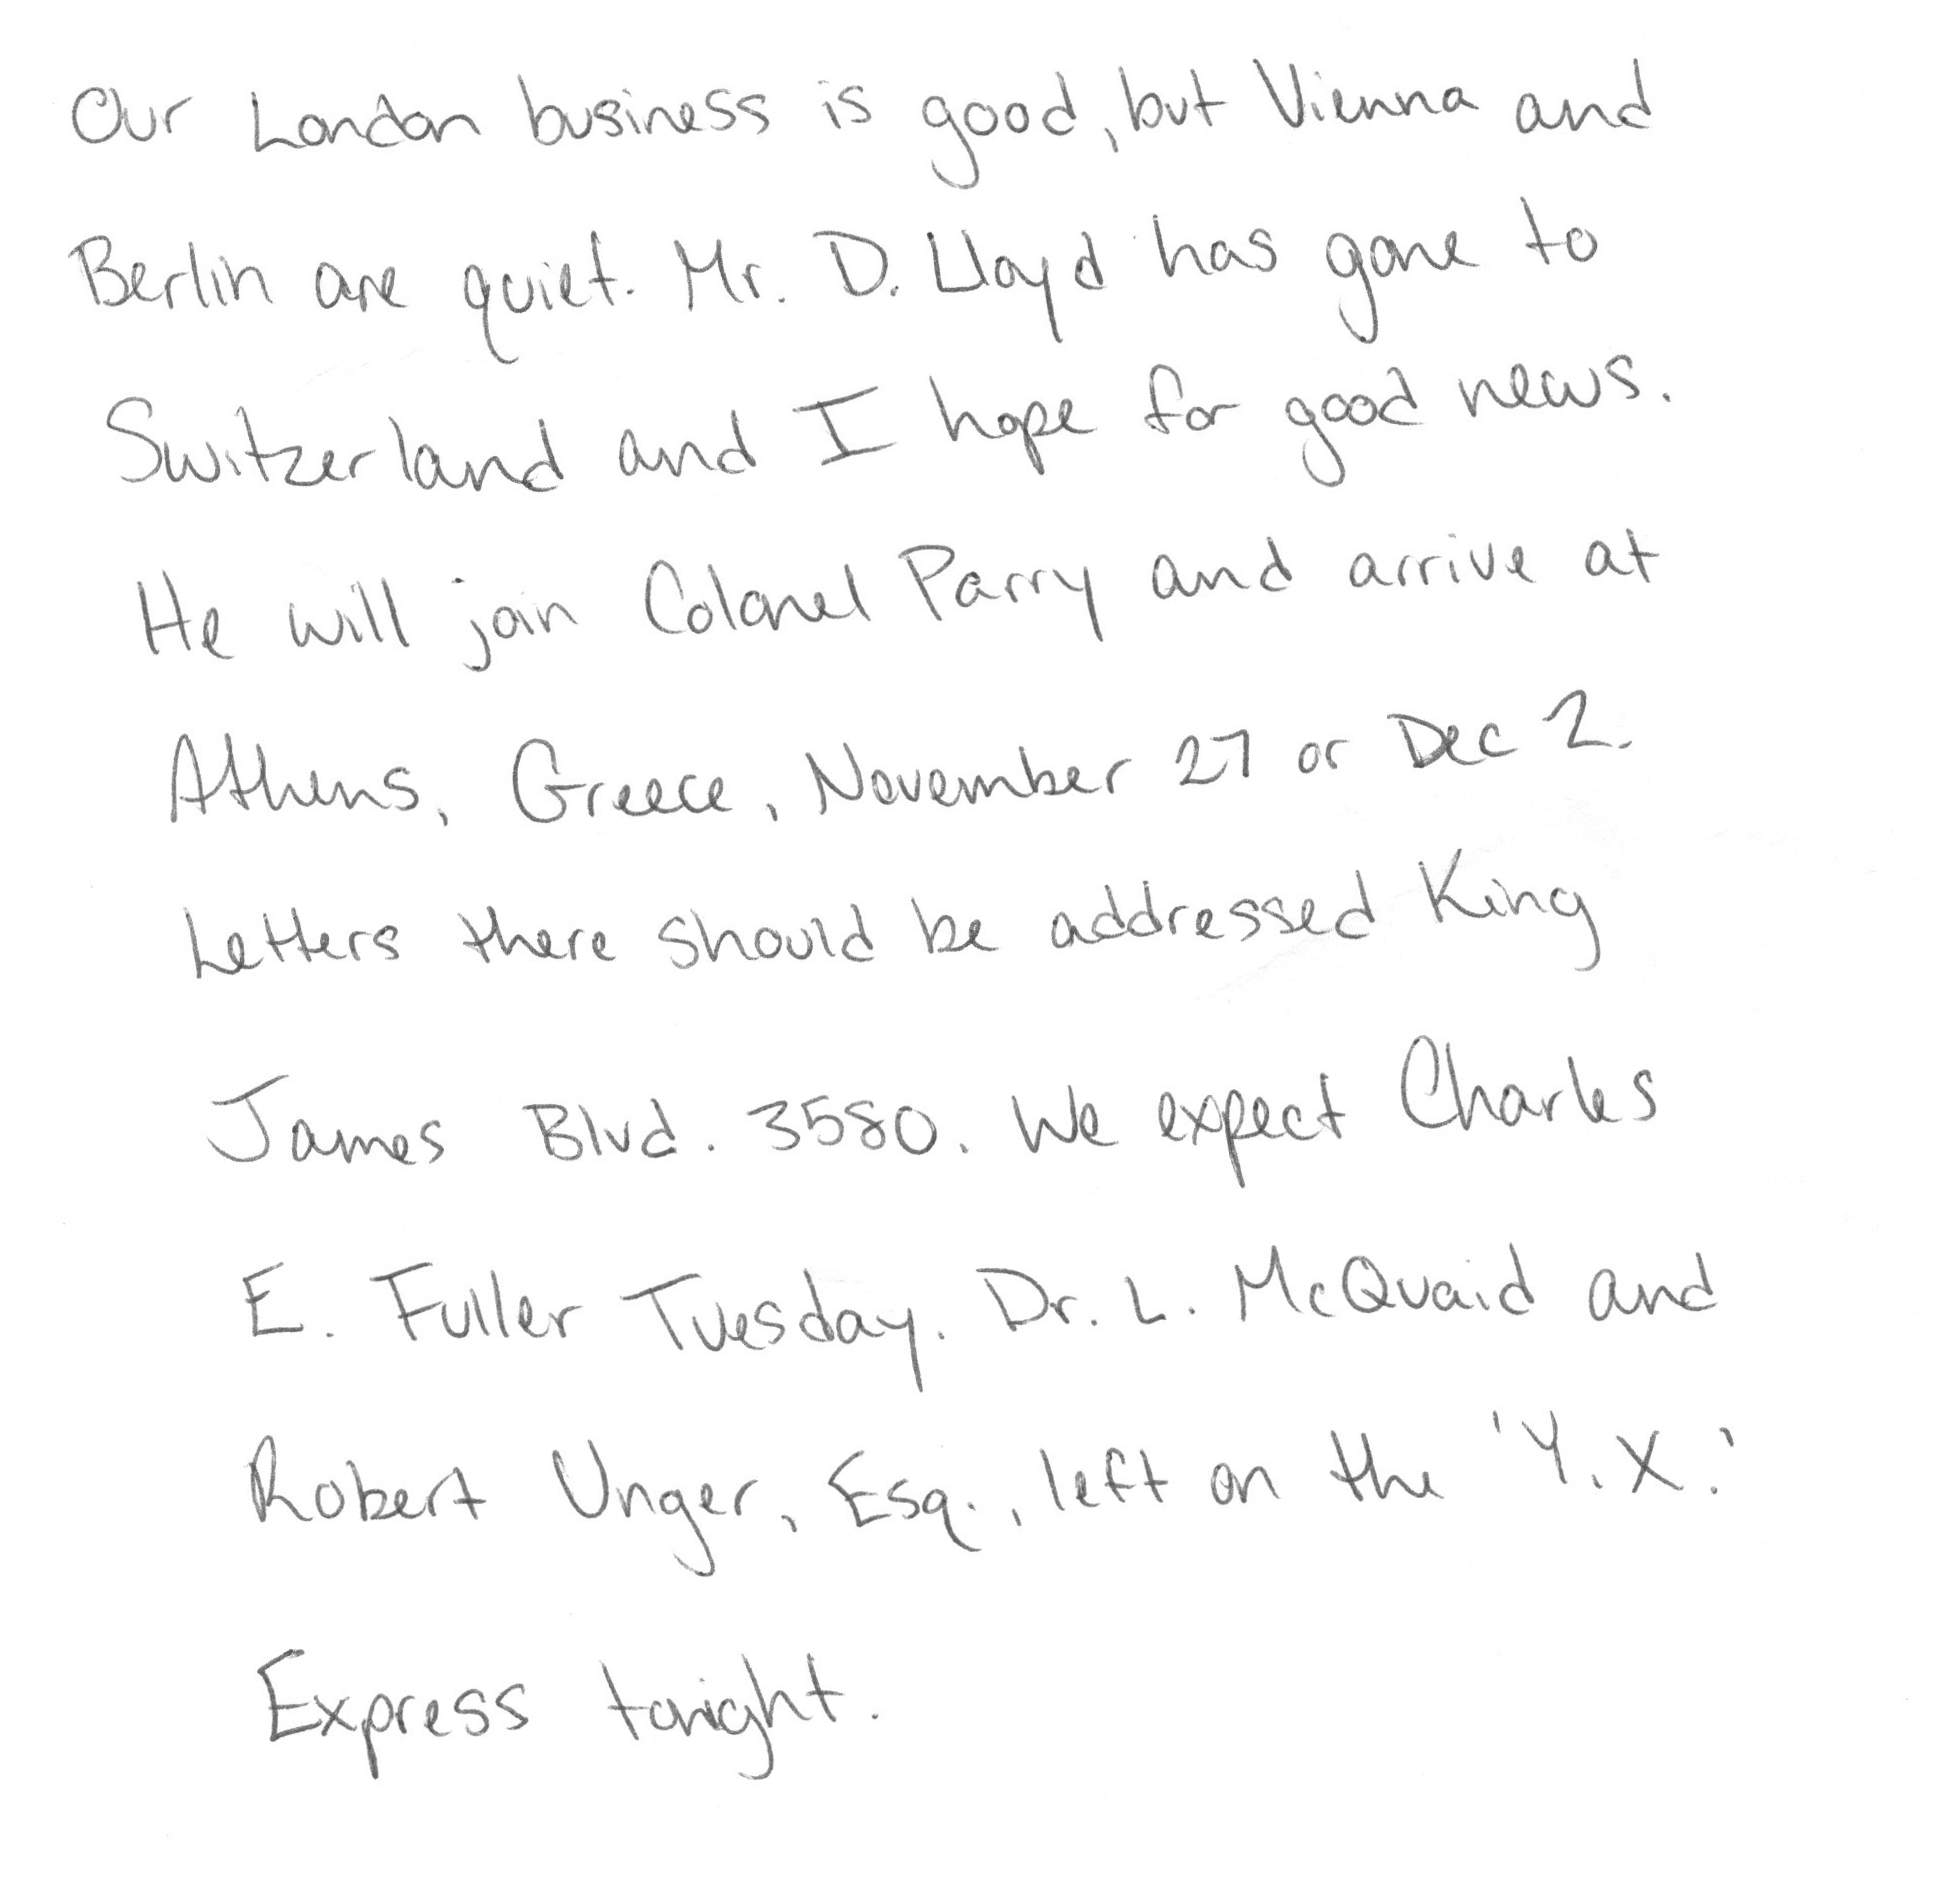 Our London business is good, but Vienna and
Berlin are quiet. Mr. D. Lloyd has gone to
Switzerland and I hope for good news.
He will join Colonel Parry and arrive at
Athens, Greece, November 27 or Dec 2.
Letters there should be addressed King
James Blvd. 3580. We expect Charles
E. Fuller Tuesday. Dr. L. McQuaid and
Robert Unger, Esq., left on the 'Y.X.'
Express tonight.